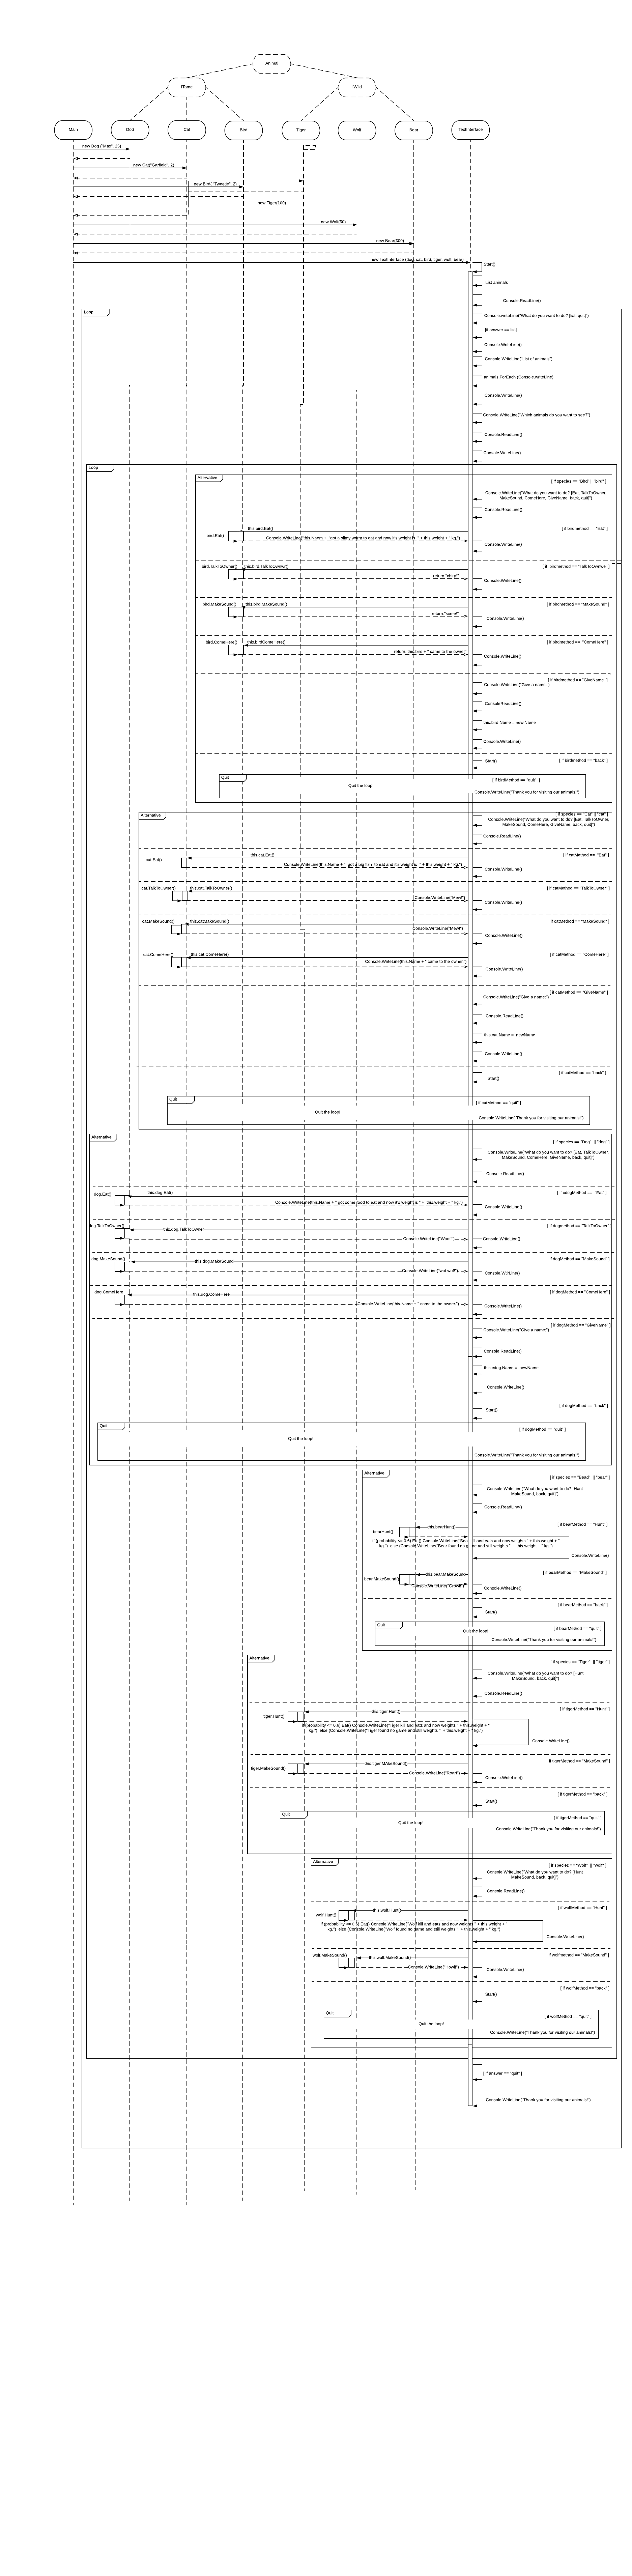 Animal
ITame
IWild
Main
Dod
Cat
Bird
Tiger
Wolf
Bear
TextInterface
new Dog ("Max", 25)
new Cat("Garfield", 7)
new Bird( "Tweetie", 2)
new Tiger(100)
new Wolf(50)
new Bear(300)
new TextInterface (dog, cat, bird, tiger, wolf, bear)
Start()
List animals
Console.ReadLine()
Loop
Console.writeLine("What do you want to do? [list, quit]")
[if answer == list]
Console.WriteLine()
Console.WriteLine("List of animals")
animals.ForEach (Console.writeLine)
Console.WriteLine()
Console.WriteLine("Which animals do you want to see?")
Console.ReadLine()
Console.WriteLine()
Loop
Alternative
[ if species == "Bird" || "bird" ]
Console.WriteLine("What do you want to do? [Eat, TalkToOwner,
MakeSound, ComeHere, GiveName, back, quit]")
Console.ReadLine()
this.bird.Eat()
[ if birdmethod == "Eat" ]
bird.Eat()
Console.WriteLine(this.Name + "got a slimy worm to eat and now it's weight is " + this.weight + " kg.")
Console.WriteLine()
bird.TalkToOwner()
this.bird.TalkToOwner()
[ if birdmethod == "TalkToOwner" ]
return "chirp!"
Console.WriteLine()
bird.MakeSound()
this.bird.MakeSound()
[ if birdmethod == "MakeSound" ]
return "scree!"
Console.WriteLine()
bird.ComeHere()
this.birdComeHere()
[ if birdmethod == "ComeHere" ]
return, this.bird + " came to the owner"
Console.WriteLine()
[ if birdmethod == "GiveName" ]
Console.WriteLine("Give a name:")
ConsoleReadLine()
this.bird.Name = new.Name
Console.WriteLine()
[ if birdmethod == "back" ]
Start()
Quit
[ if birdMethod == "quit" ]
Quit the loop!
Console.WriteLine("Thank you for visiting our animals!")
Alternative
[ if species == "Cat" || "cat" ]
Console.WriteLine("What do you want to do? [Eat, TalkToOwner,
MakeSound, ComeHere, GiveName, back, quit]")
Console.ReadLine()
this.cat.Eat()
[ if catMethod == "Eat" ]
cat.Eat()
Console.WriteLine(this.Name + " got a big fish to eat and it's weight is " + this.weight + " kg.")
Console.WriteLine()
cat.TalkToOwner()
this.cat.TalkToOwner()
[ if catMethod == "TalkToOwner" ]
Console.WriteLine("Mew!")
Console.WriteLine()
cat.MakeSound()
this.catMakeSound()
if catMethod == "MakeSound" ]
Console.WriteLine("Mew!")
Console.WriteLine()
cat.ComeHere()
this.cat.ComeHere()
[ if catMethod == "ComeHere" ]
Console.WriteLine(this.Name + " came to the owner.")
Console.WriteLine()
[ if catMethod == "GiveName" ]
Console.WriteLine("Give a name:")
Console.ReadLine()
this.cat.Name = newName
Console.WriteLine()
[ if catMethod == "back" ]
Start()
Quit
[ if catMethod == "quit" ]
Quit the loop!
Console.WriteLine("Thank you for visiting our animals!")
Alternative
[ if species == "Dog" || "dog" ]
Console.WriteLine("What do you want to do? [Eat, TalkToOwner,
MakeSound, ComeHere, GiveName, back, quit]")
Console.ReadLine()
dog.Eat()
this.dog.Eat()
[ if cdogMethod == "Eat" ]
Console.WriteLine(this.Name + " got some food to eat and now it's weight is " + this.weight + " kg.")
Console.WriteLine()
dog.TalkToOwner()
this.dog.TalkToOwner
[ if dogmethod == "TalkToOwner"
Console.WriteLine("Woof!")
Console.WriteLine()
dog.MakeSound()
this.dog.MakeSound
if dogMethod == "MakeSound" ]
Console.WriteLine("wof wof!")
Console.WriteLine()
dog.ComeHere
this.dog.ComeHere
[ if dogMethod == "ComeHere" ]
Console.WriteLine(this.Name + " come to the owner.")
Console.WriteLine()
[ if dogMethod == "GiveName"
Console.WriteLine("Give a name:")
Console.ReadLine()
this.cdog.Name = newName
Console.WriteLine()
[ if dogMethod == "back" ]
Start()
Quit
[ if dogMethod == "quit" ]
Quit the loop!
Console.WriteLine("Thank you for visiting our animals!")
Alternative
[ if species == "Bead" || "bear" ]
Console.WriteLine("What do you want to do? [Hunt
MakeSound, back, quit]")
Console.ReadLine()
this.bearHunt()
[ if bearMethod == "Hunt" ]
bearHunt()
if (probability <= 0.6) Eat() Console.WriteLine("Bear kill and eats and now weights " + this.weight + "
kg.") else (Console.WriteLine("Bear found no game and still weights " + this.weight + " kg.")
Console.WriteLine()
this.bear.MakeSound
[ if bearMethod == "MakeSound" ]
bear.MakeSound()
Console.WriteLine("Growl")
Console.WriteLine()
[ if bearMethod == "back" ]
Start()
Quit
[ if bearMethod == "quit" ]
Quit the loop!
Console.WriteLine("Thank you for visiting our animals!")
Alternative
[ if species == "Tiger" || "tiger" ]
Console.WriteLine("What do you want to do? [Hunt
MakeSound, back, quit]")
Console.ReadLine()
this.tiger.Hunt()
[ if tigerMethod == "Hunt" ]
tiger.Hunt()
if(probability <= 0.8) Eat() Console.WriteLine("Tiger kill and eats and now weights " + this.weight + "
kg.") else (Console.WriteLine("Tiger found no game and still weights " + this.weight + " kg.")
Console.WriteLine()
this.tiger.MAkeSound()
if tigerMethod == "MakeSound" ]
tiger.MakeSound()
Console.WriteLine("Roar!")
Console.WriteLine()
[ if tigerMethod == "back" ]
Start()
Quit
[ if tigerMethod == "quit" ]
Quit the loop!
Console.WriteLine("Thank you for visiting our animals!)
Alternative
[ if species == "Wolf" || "wolf" ]
Console.WriteLine("What do you want to do? [Hunt
MakeSound, back, quit]")
Console.ReadLine()
this.wolf.Hunt()
[ if wolfMethod == "Hunt" ]
wolf.Hunt()
if (probability <= 0.6) Eat() Console.WriteLine("Wolf kill and eats and now weights " + this.weight + "
kg.") else (Console.WriteLine("Wolf found no game and still weights " + this.weight + " kg.")
Console.WriteLine()
wolf.MakeSound()
this.wolf.MakeSound()
if wolfmethod == "MakeSound" ]
Console.WriteLine("Howl!")
Console.WriteLine()
[ if wolfMethod == "back" ]
Start()
Quit
[ if wolfMethod == "quit" ]
Quit the loop!
Console.WriteLine("Thank you for visiting our animals!")
[ if answer == "quit" ]
Console.WriteLine("Thank you for visiting our animals!")